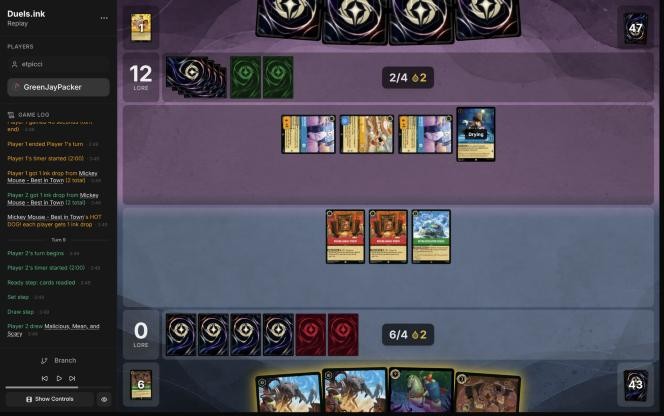 Duels.ink
Replay
PLAYERS
etpicci
GreenJayPacker
GAME LOG
end)
Player 1 ended Player 1's turn
Player 1's timer started (2:00)
Player 1 got 1 ink drop from Mickey
Mouse - Best in Town (2 total)
Player 2 got 1 ink drop from Mickey
Mouse - Best in Town (2 total)
Mickey Mouse - Best in Town's HOT
DOG! each player gets 1 ink drop
Turn 9
Player 2's turn begins
Player 2's timer started (2:00)
Ready step: cards readied
Set step
Draw step
Player 2 drew Malicious, Mean, and
Scary
Branch
Show Controls
1
47
12
LORE
2/4 2
Drying
0
LORE
6/4 2
6
43